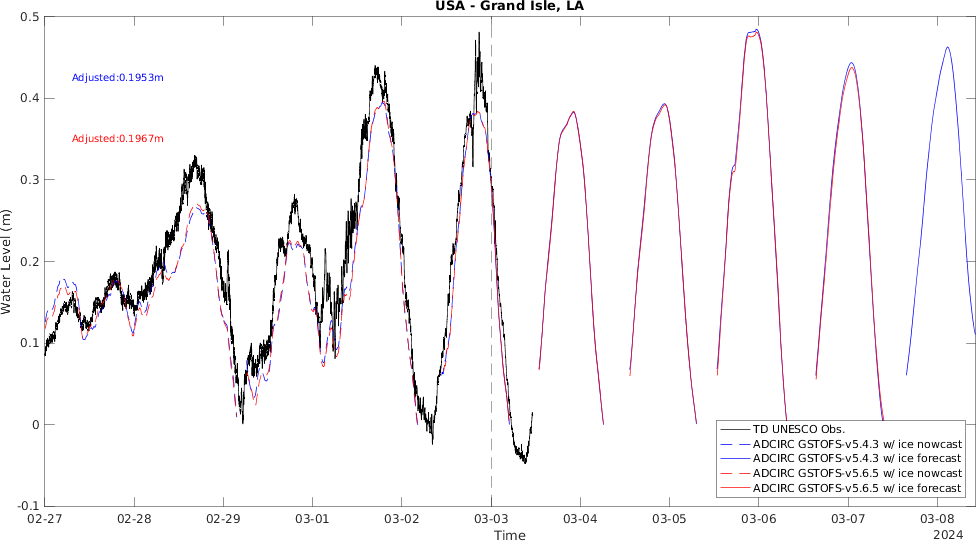 USA - Grand Isle, LA
0.5
0.4
0.3
0.2
0.1
0
-0.1
Water Level (m)
Adjusted:0.1953m
Adjusted:0.1967m
TD UNESCO Obs.
ADCIRC GSTOFS-v5.4.3 w/ ice nowcast
ADCIRC GSTOFS-v5.4.3 w/ ice forecast
ADCIRC GSTOFS-v5.6.5 w/ ice nowcast
ADCIRC GSTOFS-v5.6.5 w/ ice forecast
02-27 02-28 02-29 03-01 03-02 03-03 03-04 03-05 03-06 03-07 03-08
Time
2024